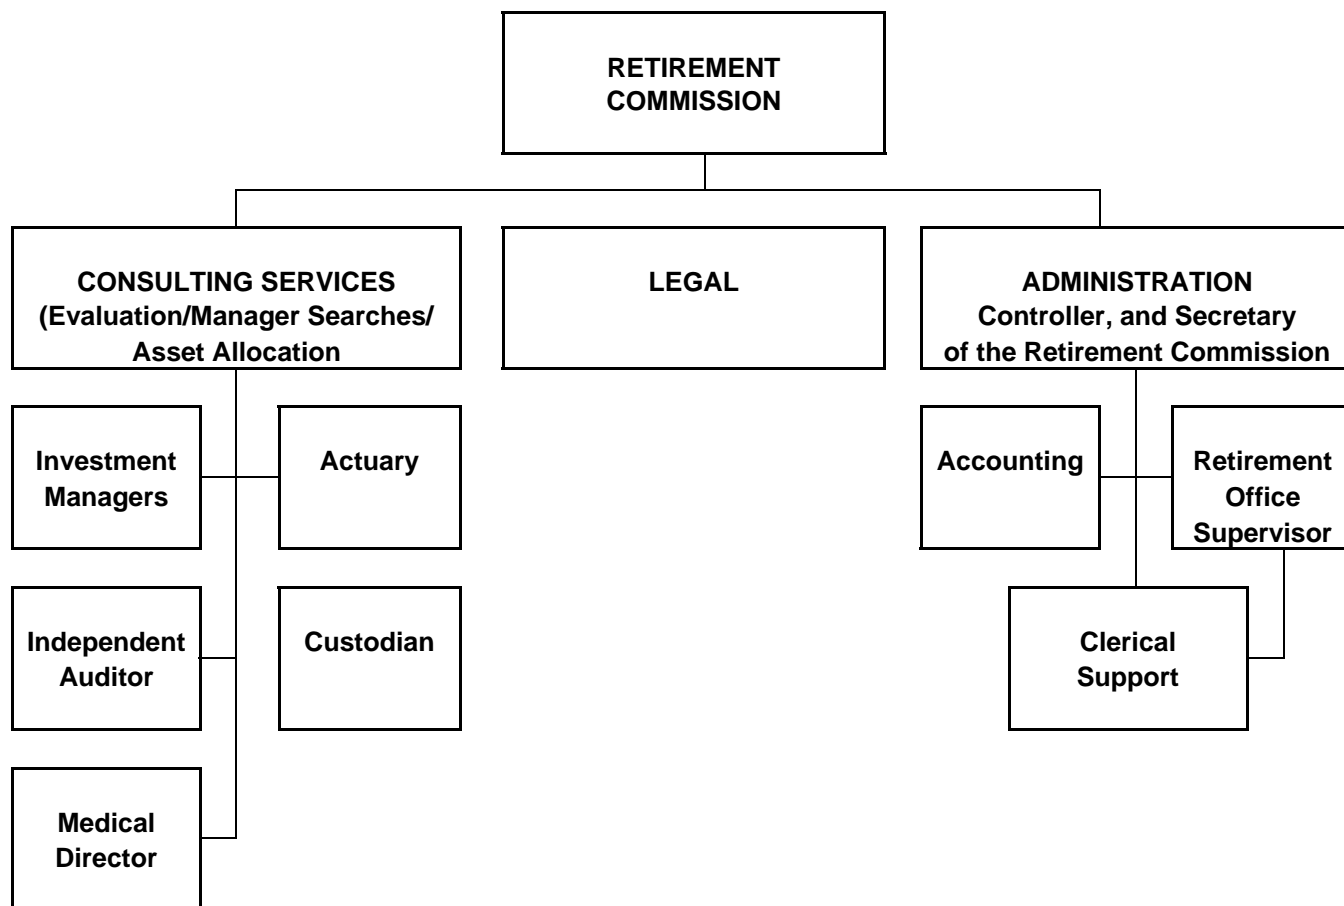 RETIREMENT
COMMISSION
CONSULTING SERVICES
(Evaluation/Manager Searches/
Asset Allocation
LEGAL
ADMINISTRATION
Controller, and Secretary
of the Retirement Commission
Investment
Managers
Actuary
Accounting
Retirement
Office
Supervisor
Independent
Auditor
Custodian
Clerical
Support
Medical
Director